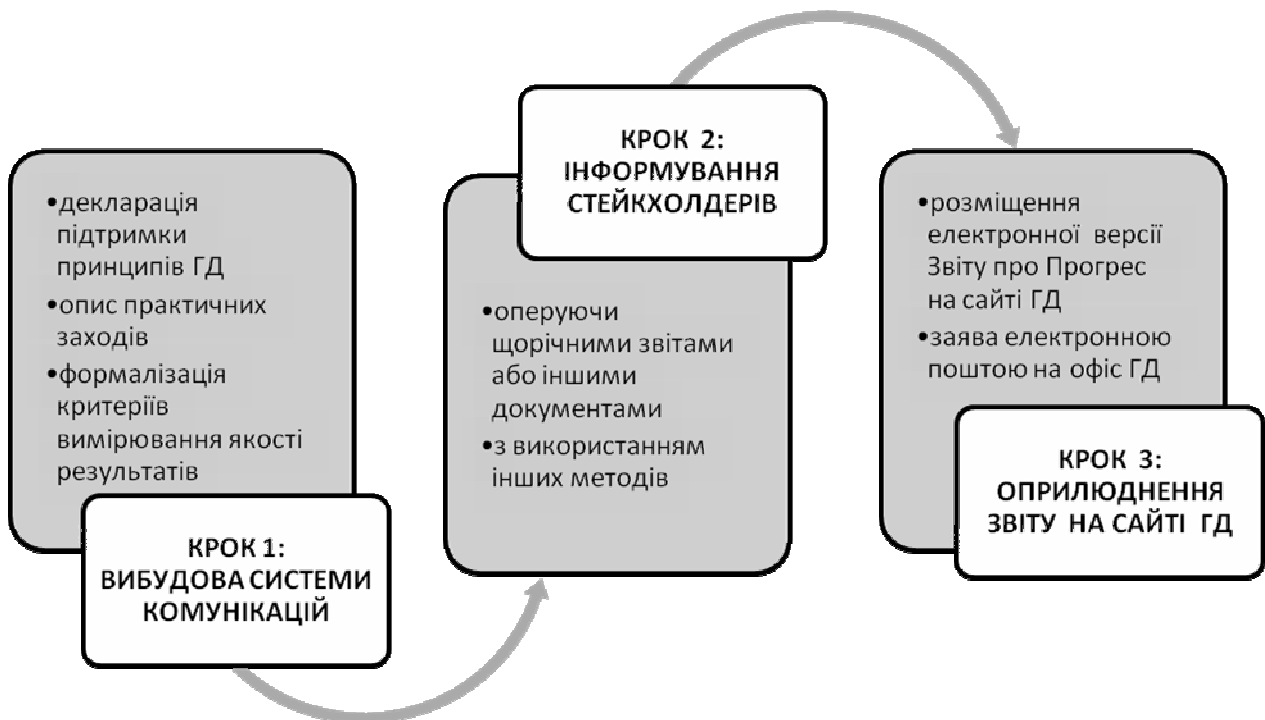 •декларація
підтримки
принципів ГД
•опис практичних
заходів
•формалізація
критеріїв
вимірювання якості
результатів
КРОК 1:
ВИБУДОВА СИСТЕМИ
КОМУНІКАЦІЙ
КРОК 2:
ІНФОРМУВАННЯ
СТЕЙКХОЛДЕРІВ
•оперуючи
щорічними звітами
або іншими
документами
•з використанням
інших методів
•розміщення
електронної версії
Звіту про Прогрес
на сайті ГД
•заява електронною
поштою на офіс ГД
КРОК 3:
ОПРИЛЮДНЕННЯ
ЗВІТУ НА САЙТІ ГД